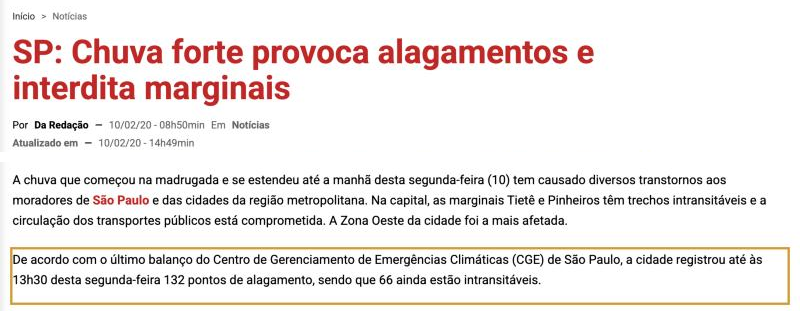 Início > Notícias
SP: Chuva forte provoca alagamentos e
interdita marginais
Por Da Redação — 10/02/20 - 08h50min Em Notícias
Atualizado em — 10/02/20 - 14h49min
A chuva que começou na madrugada e se estendeu até a manhã desta segunda-feira (10) tem causado diversos transtornos aos
moradores de São Paulo e das cidades da região metropolitana. Na capital, as marginais Tietê e Pinheiros têm trechos intransitáveis e a
circulação dos transportes públicos está comprometida. A Zona Oeste da cidade foi a mais afetada.
De acordo com o último balanço do Centro de Gerenciamento de Emergências Climáticas (CGE) de São Paulo, a cidade registrou até às
13h30 desta segunda-feira 132 pontos de alagamento, sendo que 66 ainda estão intransitáveis.